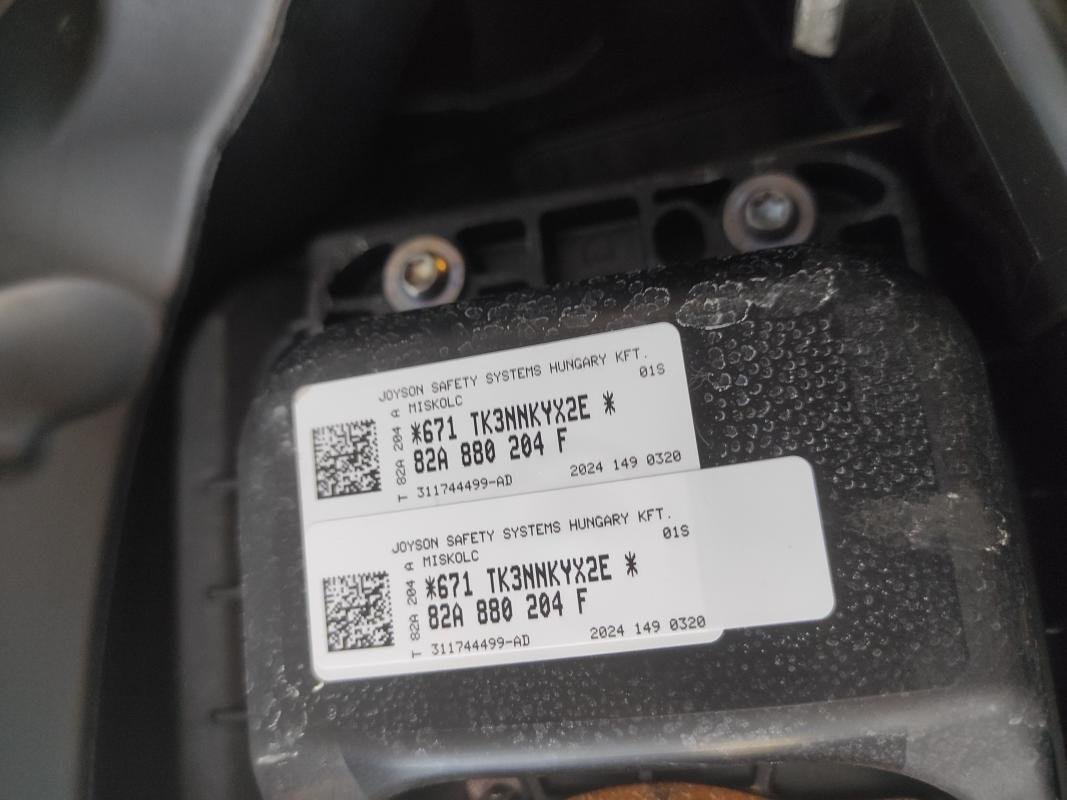 JOYSON SAFETY SYSTEMS HUNGARY KFT.
MISKOLC 01S
*671 TK3NNKYX2E *
82A 880 204 F
311744499-AD 2024 149 0320
T 82A 204 A
JOYSON SAFETY SYSTEMS HUNGARY KFT.
MISKOLC 01S
*671 TK3NNKYX2E *
82A 880 204 F
311744499-AD 2024 149 0320
T 82A 204 A